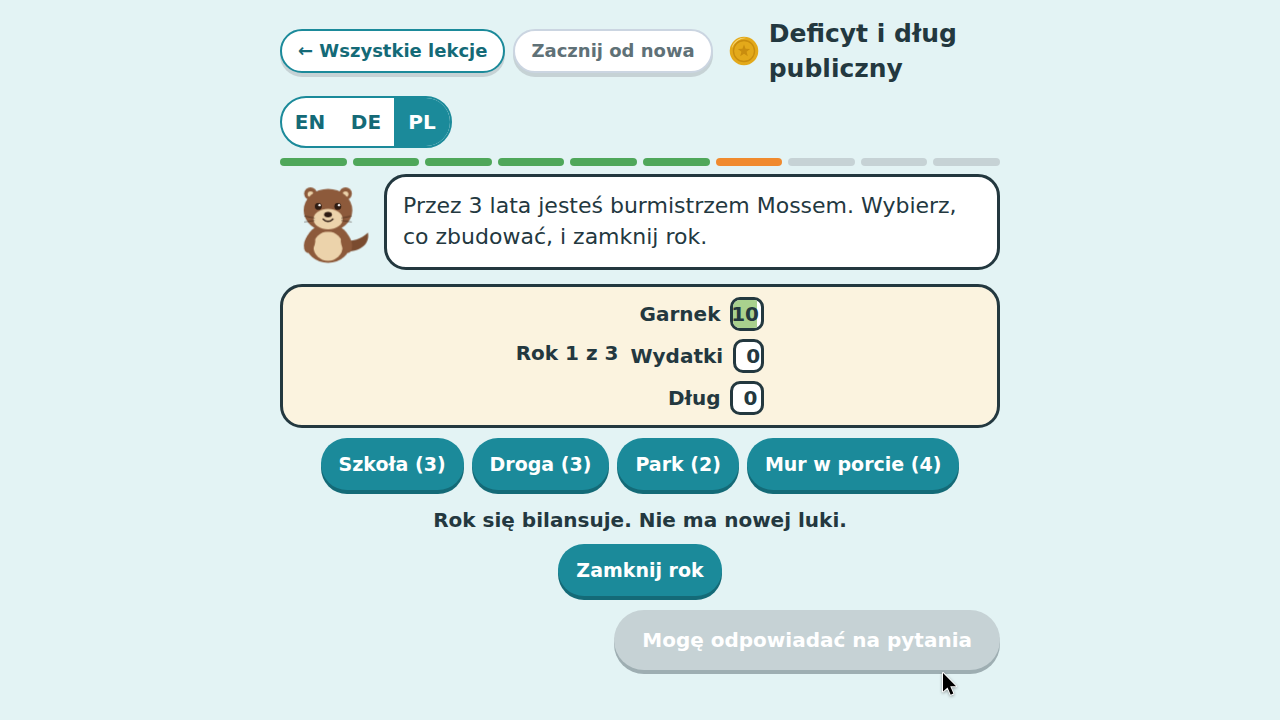 ← Wszystkie lekcje
Zacznij od nowa
Deficyt i dług
publiczny
EN DE PL
Przez 3 lata jesteś burmistrzem Mossem. Wybierz,
co zbudować, i zamknij rok.
Garnek 10
Rok 1 z 3 Wydatki 0
Dług 0
Szkoła (3) Droga (3) Park (2) Mur w porcie (4)
Rok się bilansuje. Nie ma nowej luki.
Zamknij rok
Mogę odpowiadać na pytania